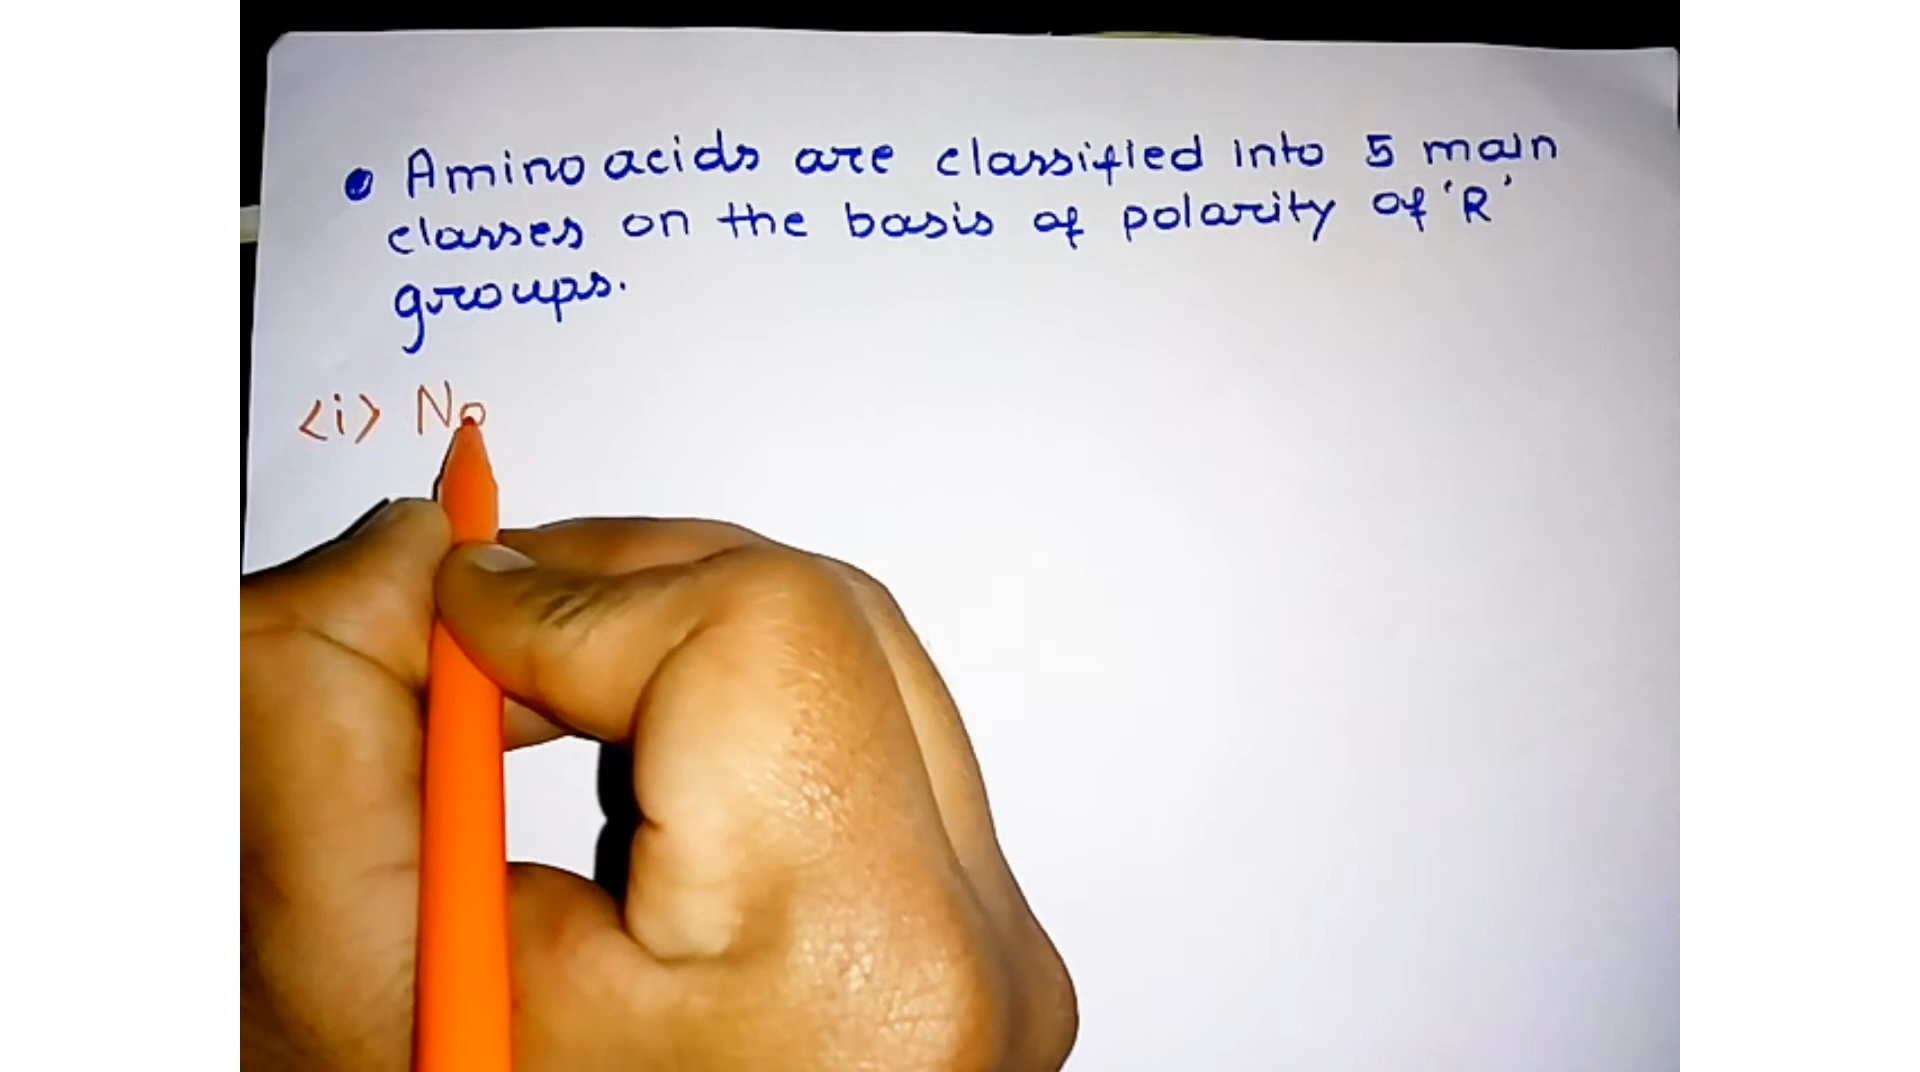 Amino acids are classified into 5 main
classes on the basis of polarity of 'R'
groups.
<i> No